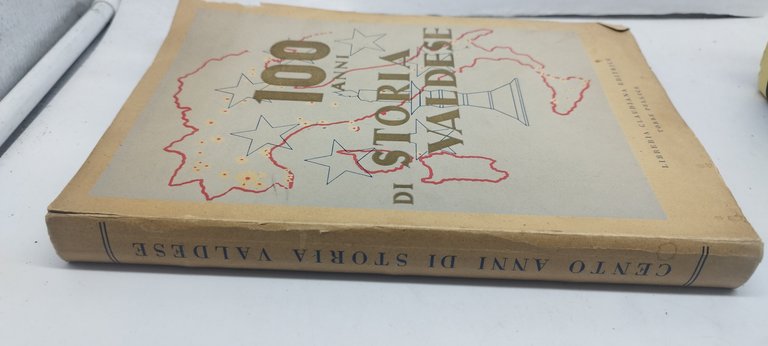 100
ANNI
DI STORIA
VALDESE
LIBRERIA CLAUDIANA EDITRICE
TORRE PELLICE
CENTO ANNI DI STORIA VALDESE